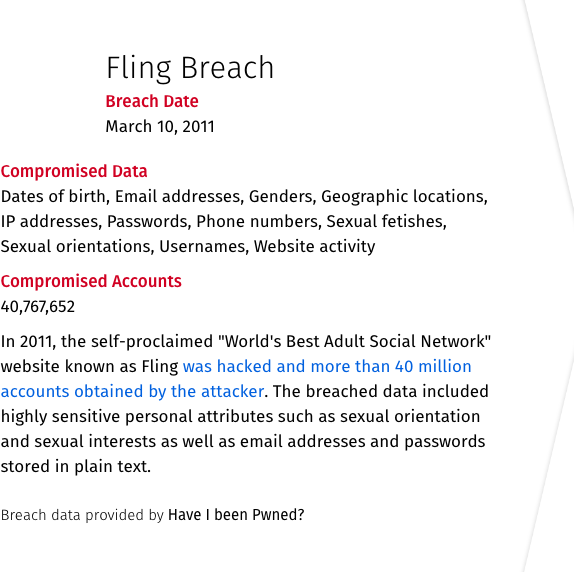 Fling Breach
Breach Date
March 10, 2011
Compromised Data
Dates of birth, Email addresses, Genders, Geographic locations,
IP addresses, Passwords, Phone numbers, Sexual fetishes,
Sexual orientations, Usernames, Website activity
Compromised Accounts
40,767,652
In 2011, the self-proclaimed "World's Best Adult Social Network"
website known as Fling was hacked and more than 40 million
accounts obtained by the attacker. The breached data included
highly sensitive personal attributes such as sexual orientation
and sexual interests as well as email addresses and passwords
stored in plain text.
Breach data provided by Have I been Pwned?